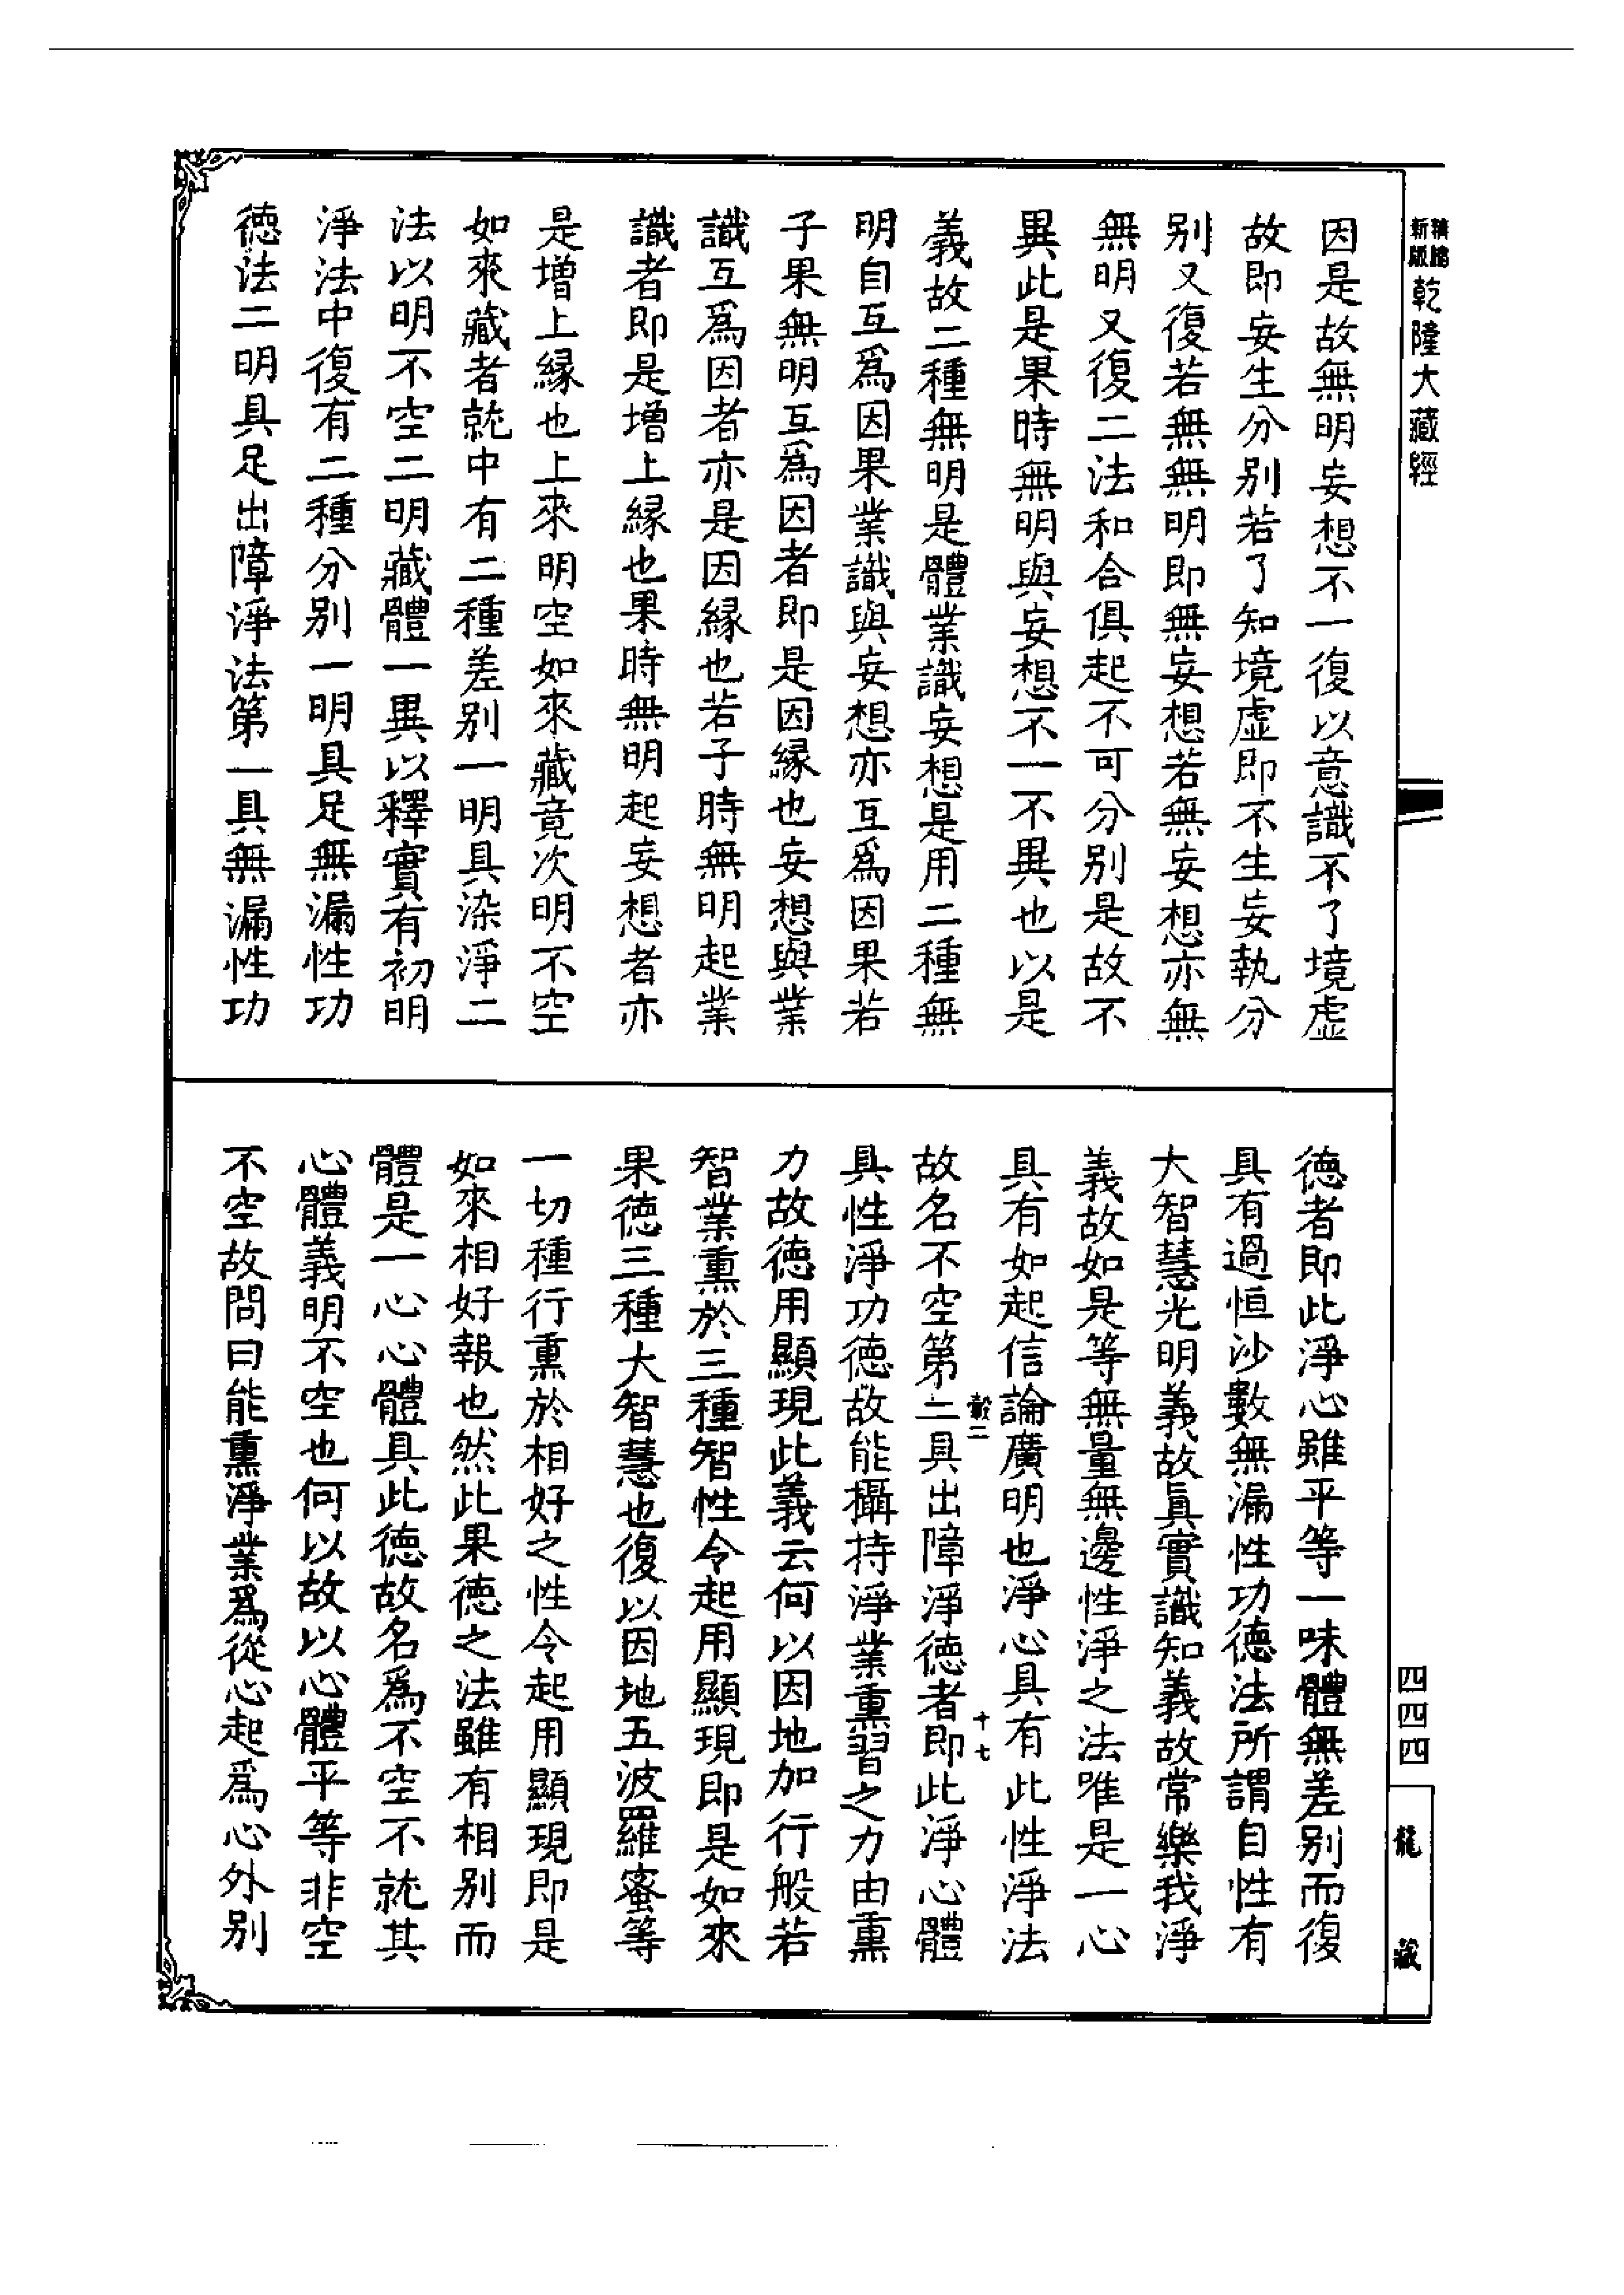 新版
乾隆大藏經
因是故無明妄想不一復以意識不了境虛
故即妄生分別若了知境虛即不生妄執分
別又復若無無明即無妄想若無妄想亦無
無明又復二法和合俱起不可分別是故不
異此是果時無明與妄想不一不異也以是
義故二種無明是體業識妄想是用二種無
明自互爲因果業識與妄想亦互爲因果若
子果無明互爲因者即是因緣也妄想與業
識互爲因者亦是因緣也若子時無明起業
識者即是增上緣也果時無明起妄想者亦
是增上緣也上來明空如來藏竟次明不空
如來藏者就中有二種差別一明具染淨二
法以明不空二明藏體一異以釋實有初明
淨法中復有二種分別一明具足無漏性功
德法二明具足出障淨法第一具無漏性功
德者即此淨心雖平等一味體無差別而復
具有過恒沙數無漏性功德法所謂自性有
大智慧光明義故眞實識知義故常樂我淨
義故如是等無量無邊性淨之法唯是一心
具有如起信論廣明也淨心具有此性淨法
故名不空第二具出障淨德者即此淨心體
具性淨功德故能攝持淨業熏習之力由熏
力故德用顯現此義云何以因地加行般若
智業熏於三種智性令起用顯現即是如來
果德三種大智慧也復以因地五波羅蜜等
一切種行熏於相好之性令起用顯現即是
如來相好報也然此果德之法雖有相別而
體是一心心體具此德故名爲不空不就其
心體義明不空也何以故以心體平等非空
不空故問曰能熏淨業爲從心起爲心外別
十七
四四四
龍藏